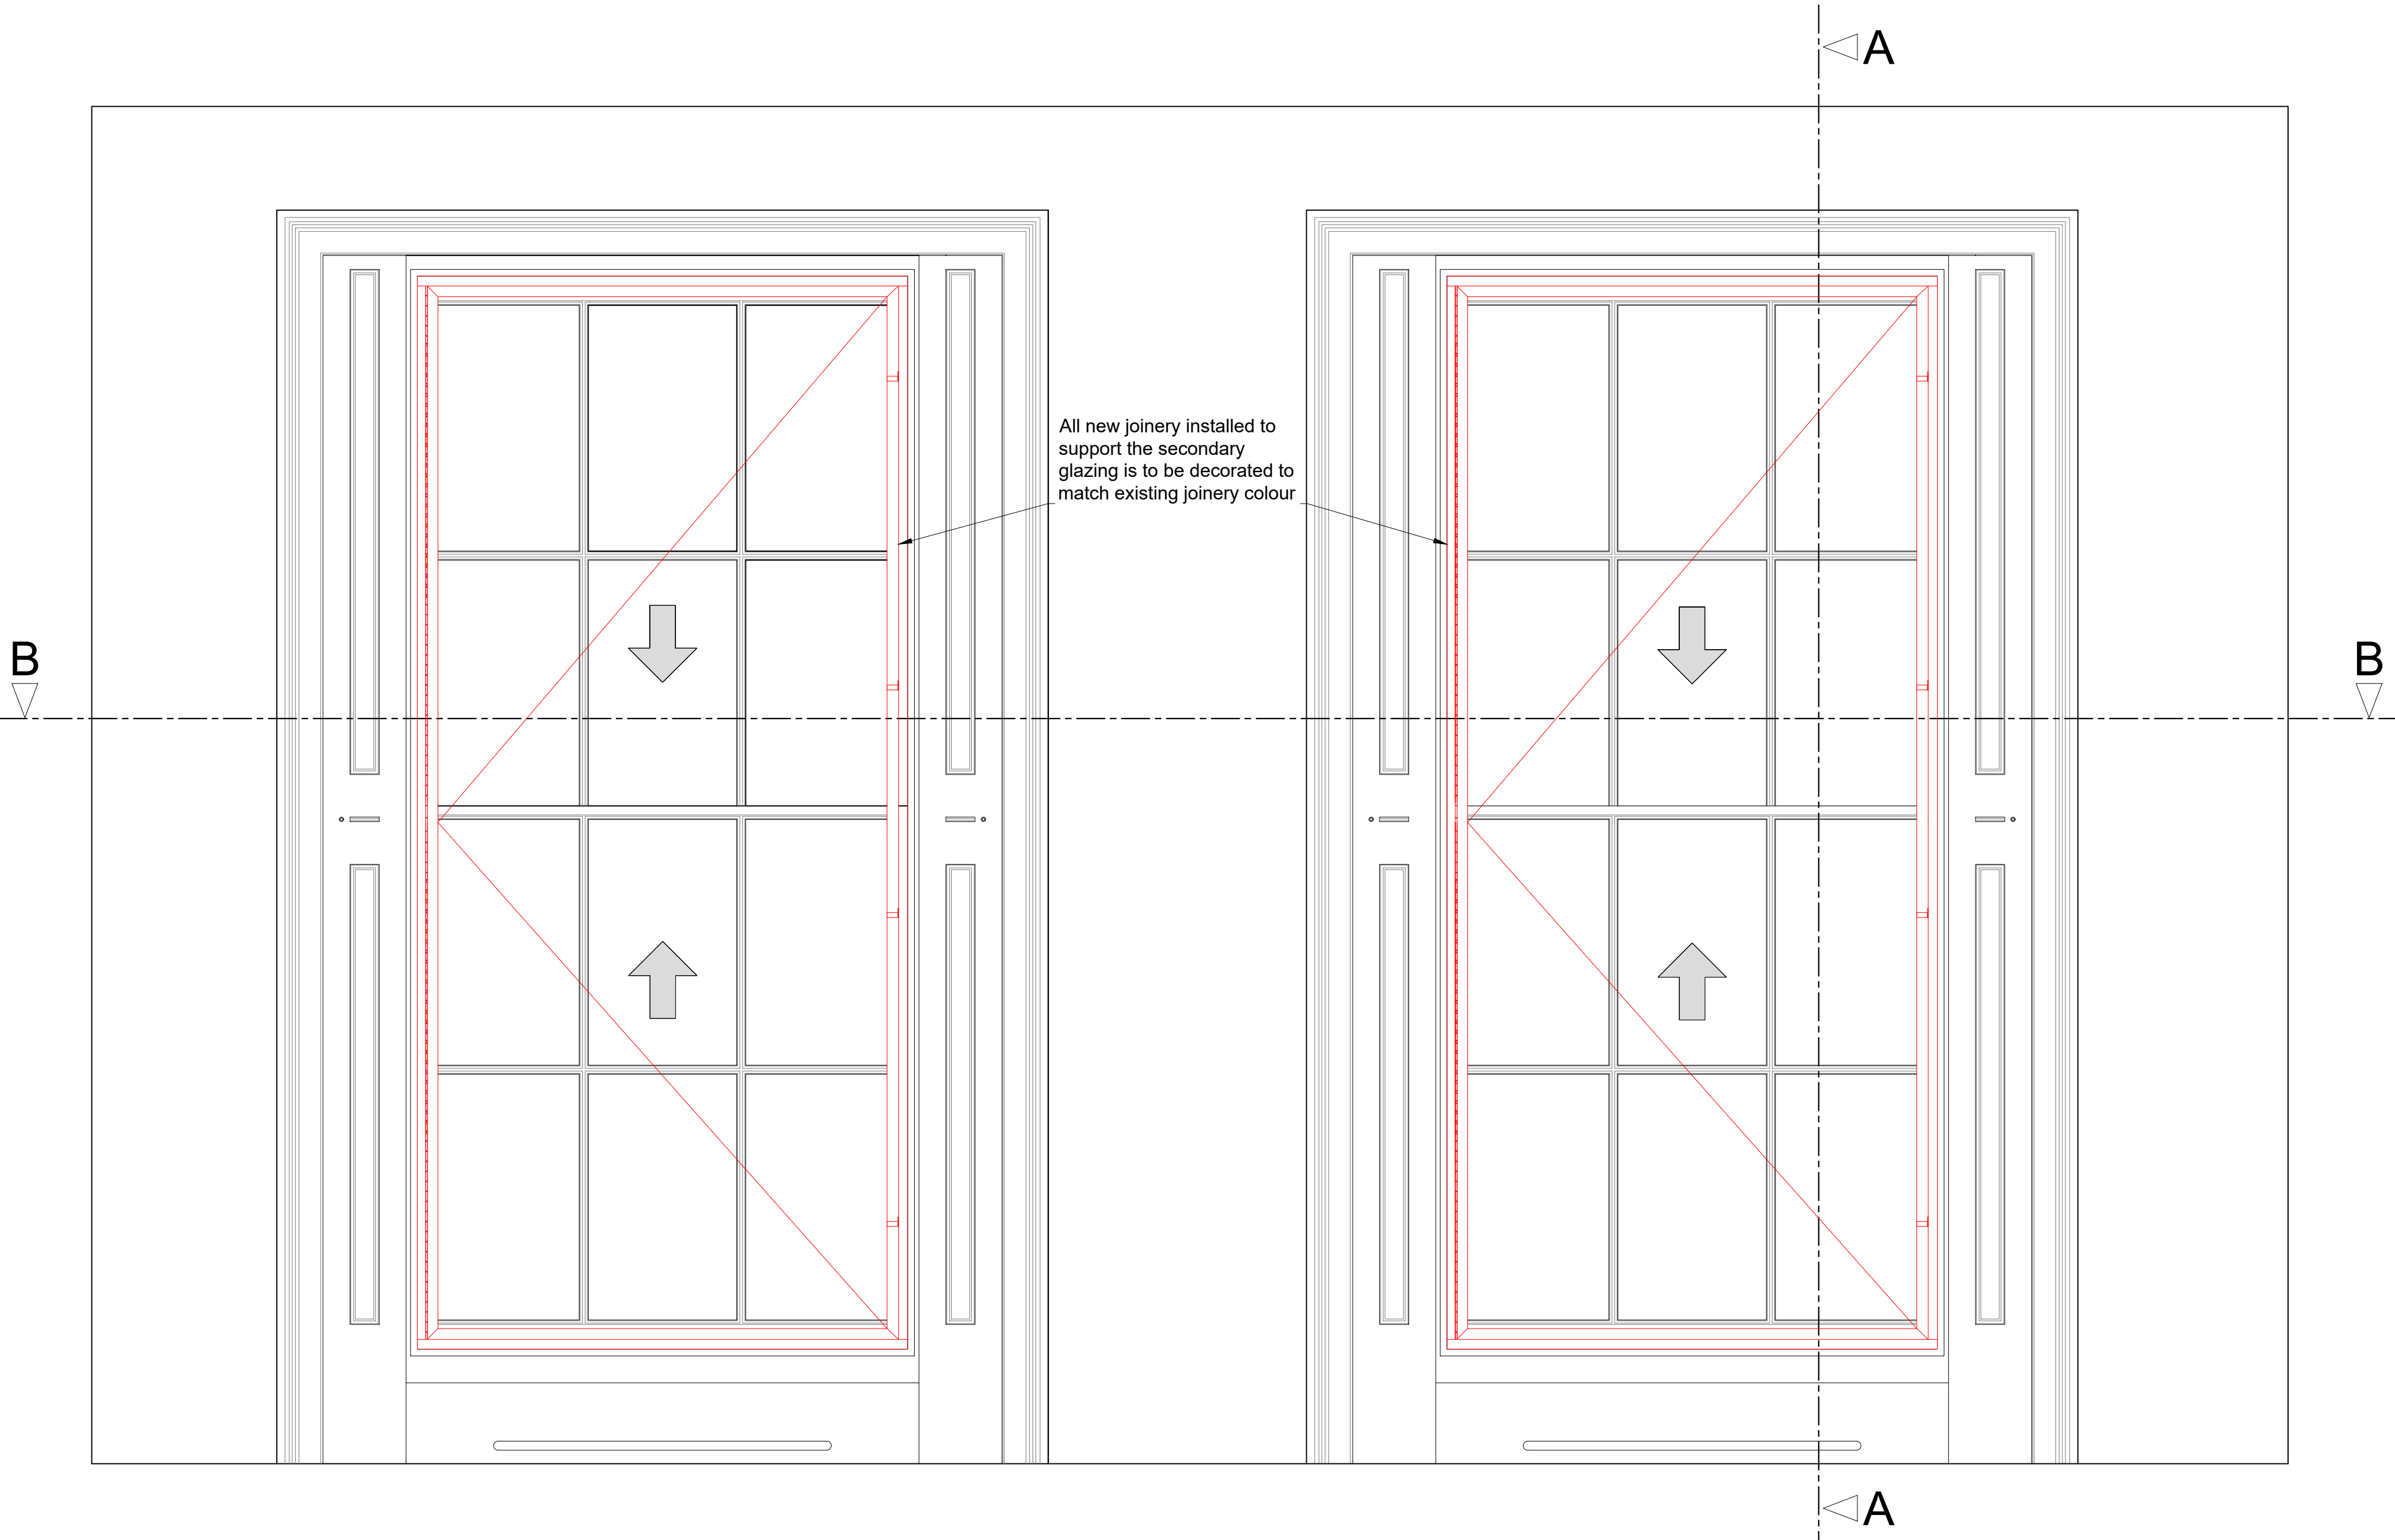 A
All new joinery installed to
support the secondary
glazing is to be decorated to
match existing joinery colour
B
B
A